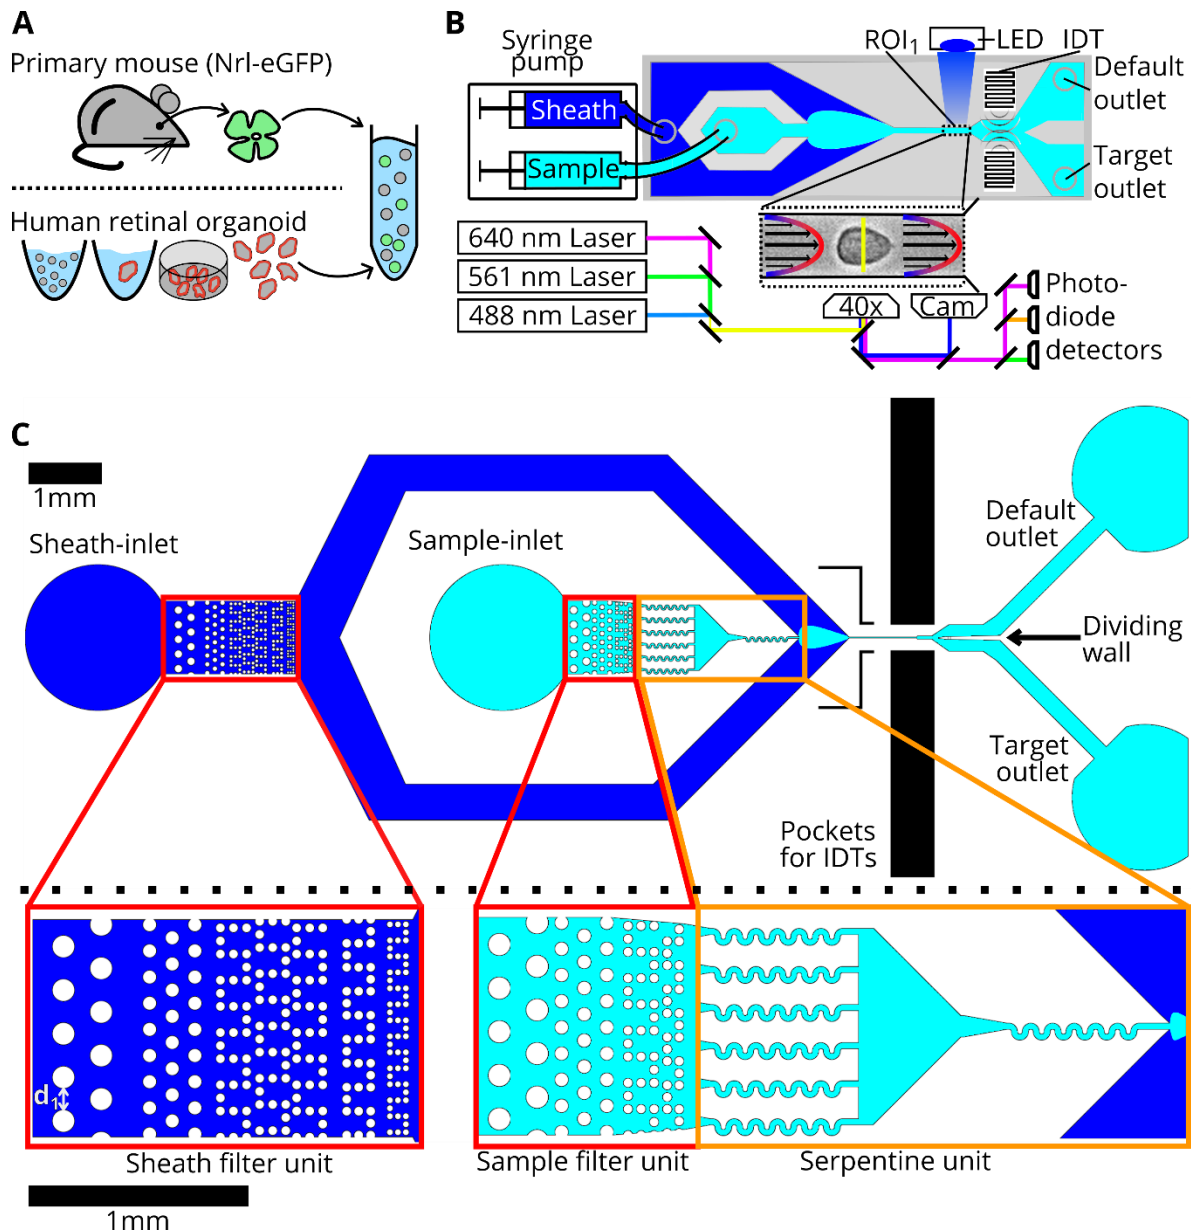 A
Primary mouse (Nrl-eGFP)
Human retinal organoid
B
Syringe
pump
Sheath
Sample
ROI₁
LED
IDT
Default
outlet
Target
outlet
640 nm Laser
561 nm Laser
488 nm Laser
40x
Cam
Photo-
diode
detectors
C
1mm
Sheath-inlet
Sample-inlet
Default
outlet
Dividing
wall
Target
outlet
Pockets
for IDTs
d₁
Sheath filter unit
Sample filter unit
Serpentine unit
1mm